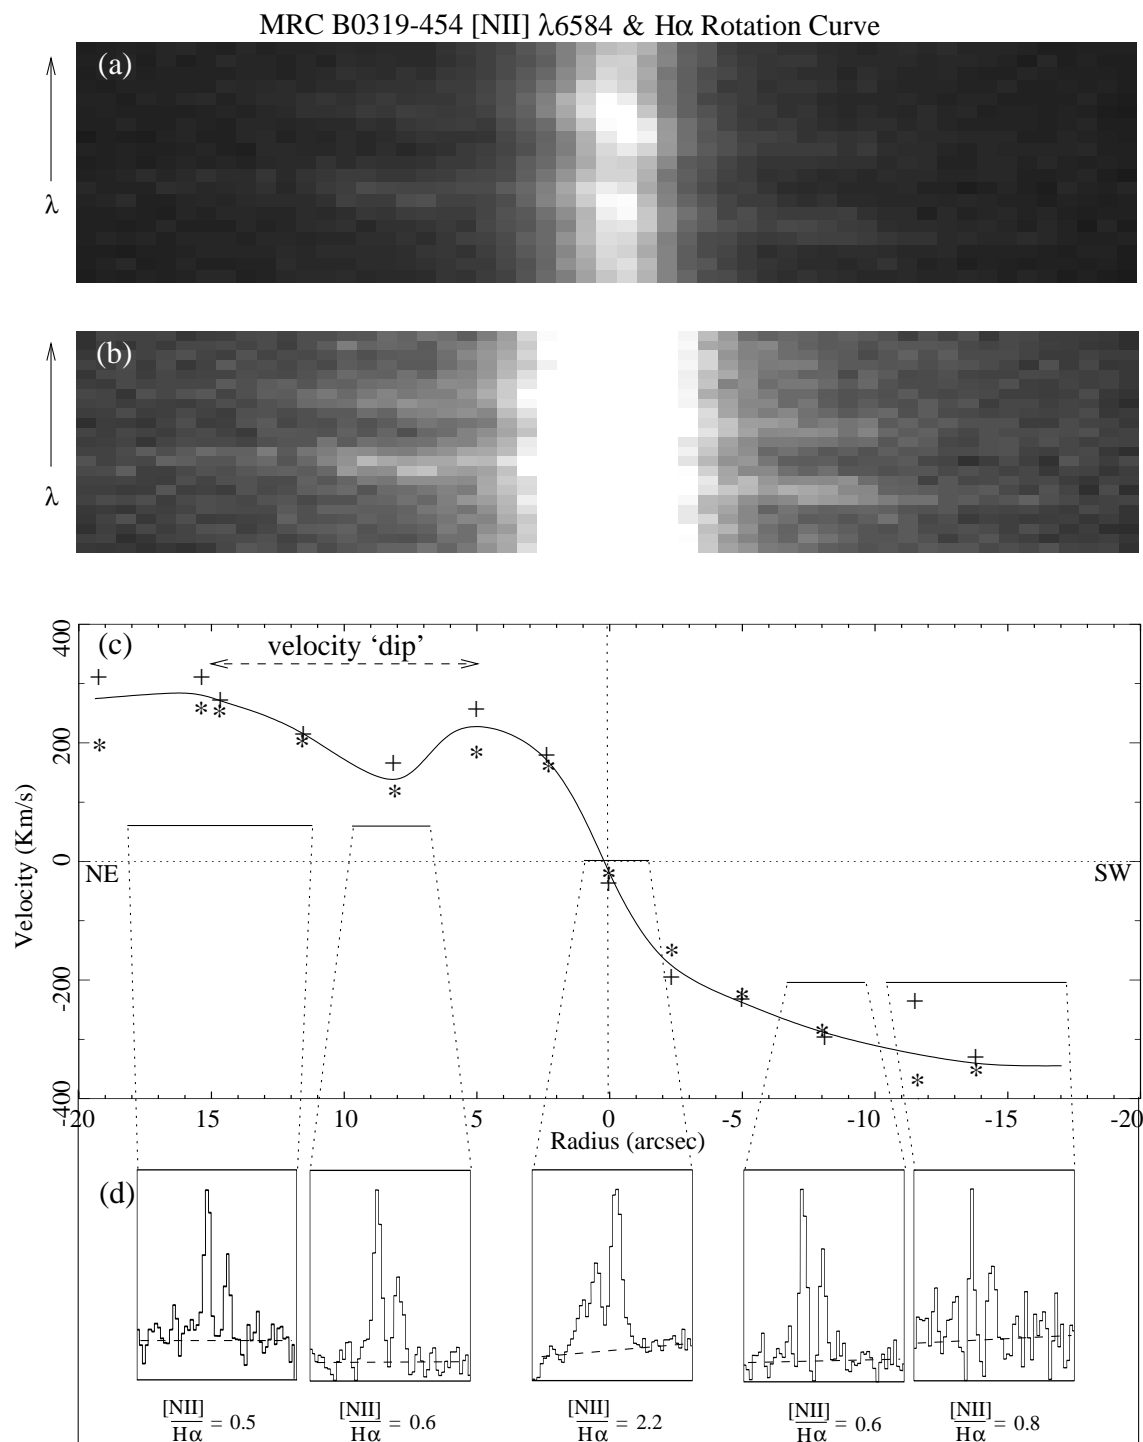 MRC B0319-454 [NII] λ6584 & Hα Rotation Curve
(a)
λ
(b)
λ
(c)
velocity ‘dip’
400
200
0
-200
-400
Velocity (Km/s)
NE
SW
-20
15
10
5
0
-5
-10
-15
-20
Radius (arcsec)
(d)
[NII]
Hα
= 0.5
[NII]
Hα
= 0.6
[NII]
Hα
= 2.2
[NII]
Hα
= 0.6
[NII]
Hα
= 0.8